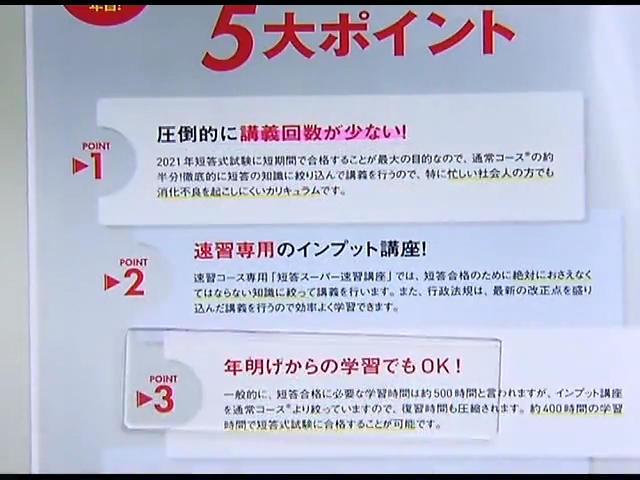 5大ポイント
POINT
1
圧倒的に講義回数が少ない!
2021年短答式試験に短期間で合格することが最大の目的なので、通常コース※の約
半分!徹底的に短答の知識に絞り込んで講義を行うので、特に忙しい社会人の方でも
消化不良を起こしにくいカリキュラムです。
POINT
2
速習専用のインプット講座!
速習コース専用「短答スーパー速習講座」では、短答合格のために絶対におさえなく
てはならない知識に絞って講義を行います。また、行政法規は、最新の改正点を盛り
込んだ講義を行うので効率よく学習できます。
POINT
3
年明けからの学習でもOK!
一般的に、短答合格に必要な学習時間は約500時間と言われますが、インプット講座
を通常コース※より絞っていますので、復習時間も圧縮されます。約400時間の学習
時間で短答式試験に合格することが可能です。